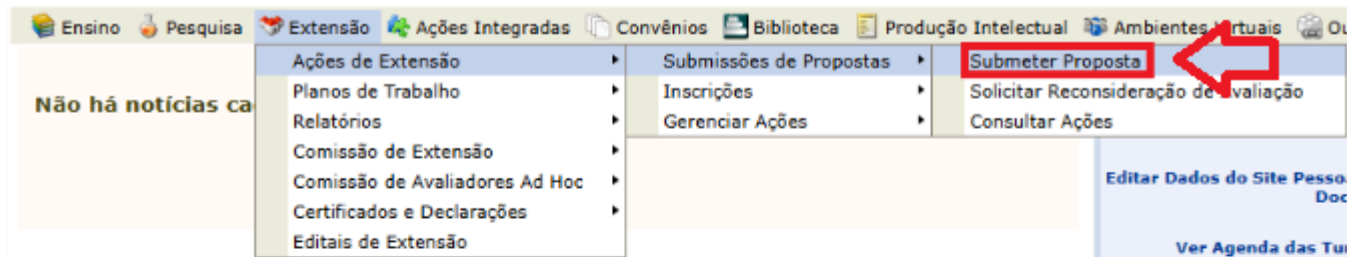 Ensino Pesquisa Extensão Ações Integradas Convênios Biblioteca Produção Intelectual Ambientes Virtuais Ou
Ações de Extensão Submissões de Propostas Submeter Proposta
Planos de Trabalho Inscrições Solicitar Reconsideração de Avaliação
Não há notícias ca
Relatórios Gerenciar Ações Consultar Ações
Comissão de Extensão
Comissão de Avaliadores Ad Hoc
Editar Dados do Site Pesso
Doc
Certificados e Declarações
Editais de Extensão
Ver Agenda das Tu